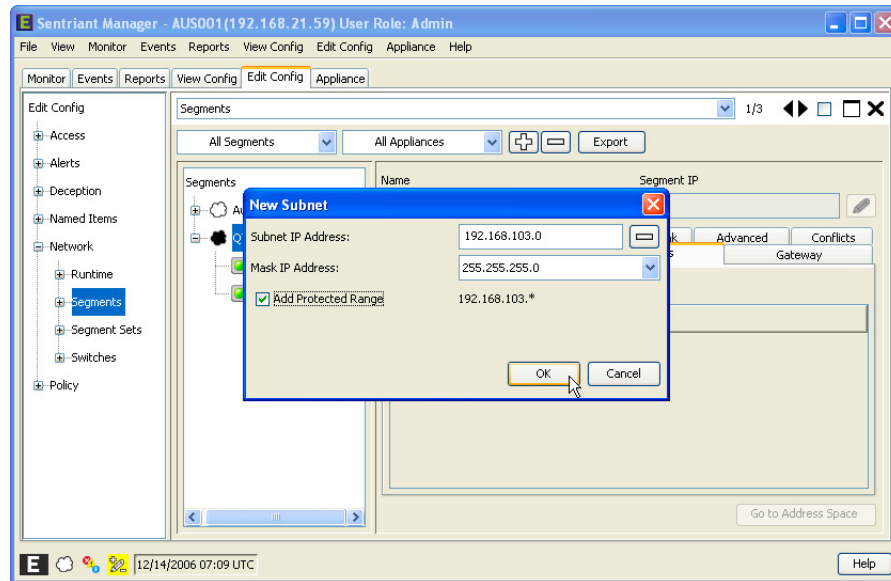 Sentriant Manager - AUS001(192.168.21.59) User Role: Admin
File View Monitor Events Reports View Config Edit Config Appliance Help
Monitor Events Reports View Config Edit Config Appliance
Edit Config
Segments
1/3
Access
All Segments
All Appliances
Export
Alerts
Deception
Named Items
Network
Runtime
Segments
Segment Sets
Switches
Policy
Segments
Name
Segment IP
New Subnet
Subnet IP Address:
192.168.103.0
Mask IP Address:
255.255.255.0
Add Protected Range
192.168.103.*
OK
Cancel
Advanced
Conflicts
Gateway
Go to Address Space
E
12/14/2006 07:09 UTC
Help